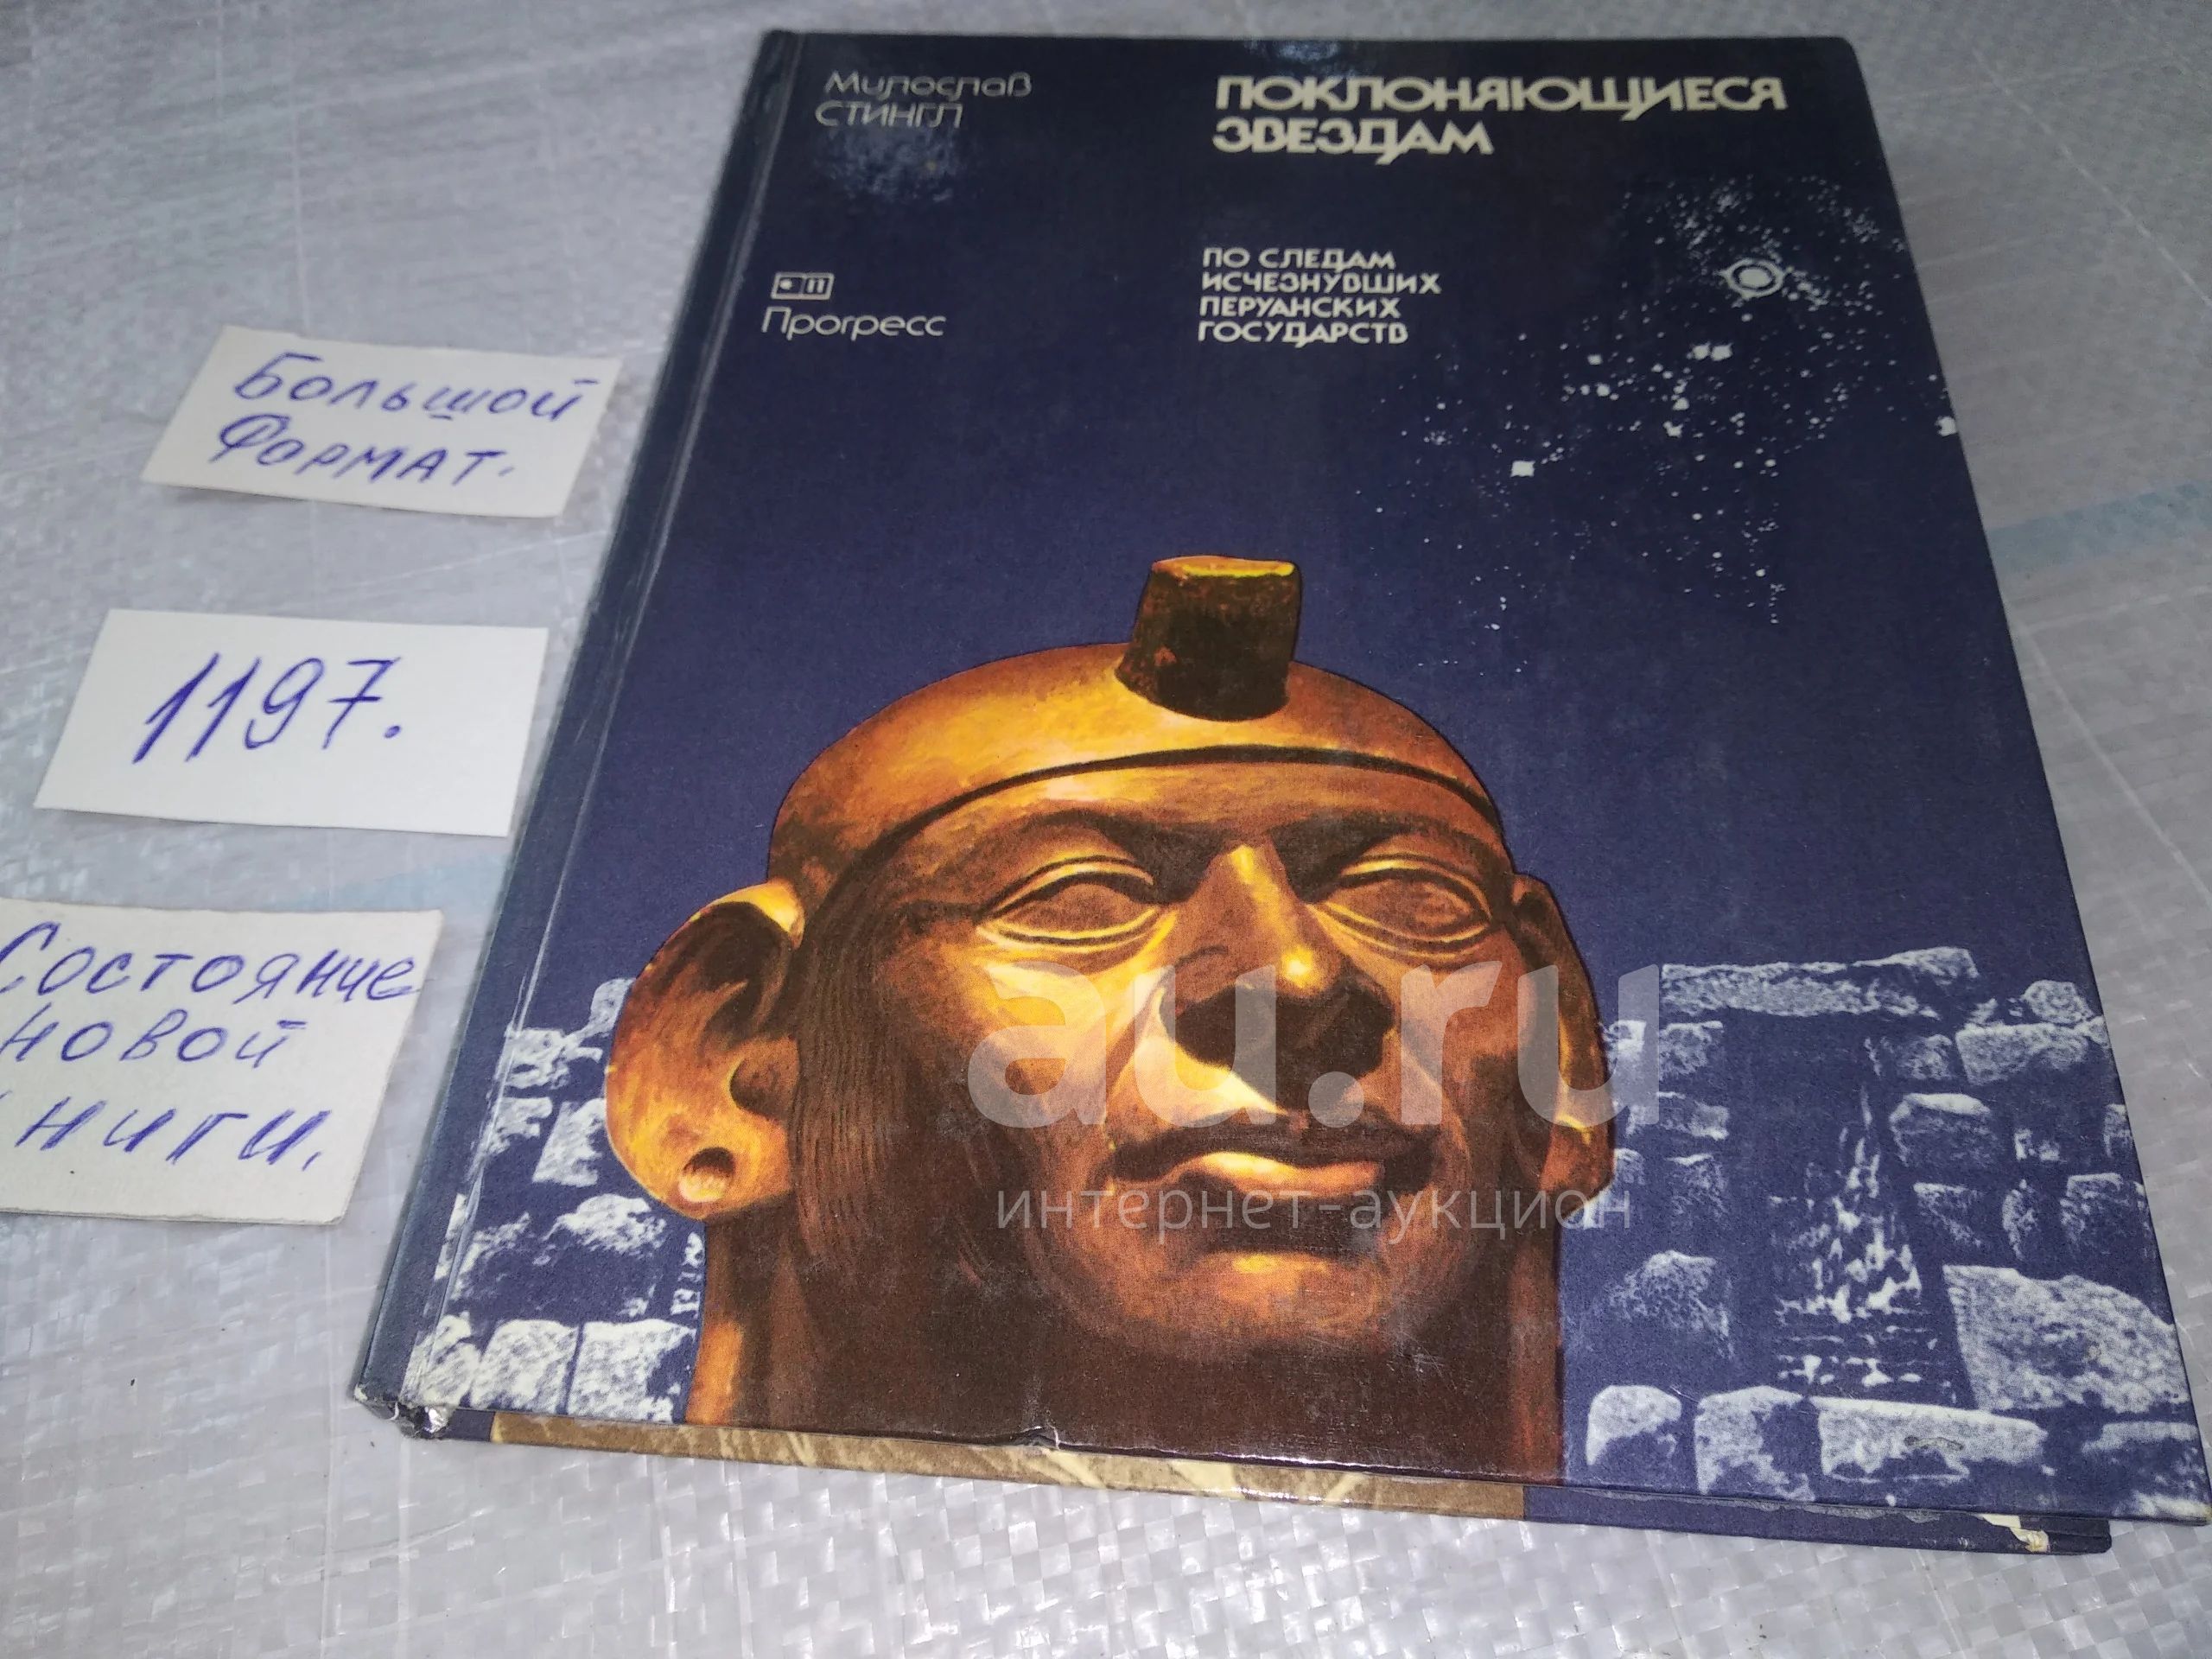 Милослав
СТИНГЛ
ПОКЛОНЯЮЩИЕСЯ
ЗВЕЗДАМ
ПО СЛЕДАМ
ИСЧЕЗНУВШИХ
ПЕРУАНСКИХ
ГОСУДАРСТВ
Прогресс
Большой
Формат.
1197.
Состояние
новой
книги.
au.ru
интернет-аукцион